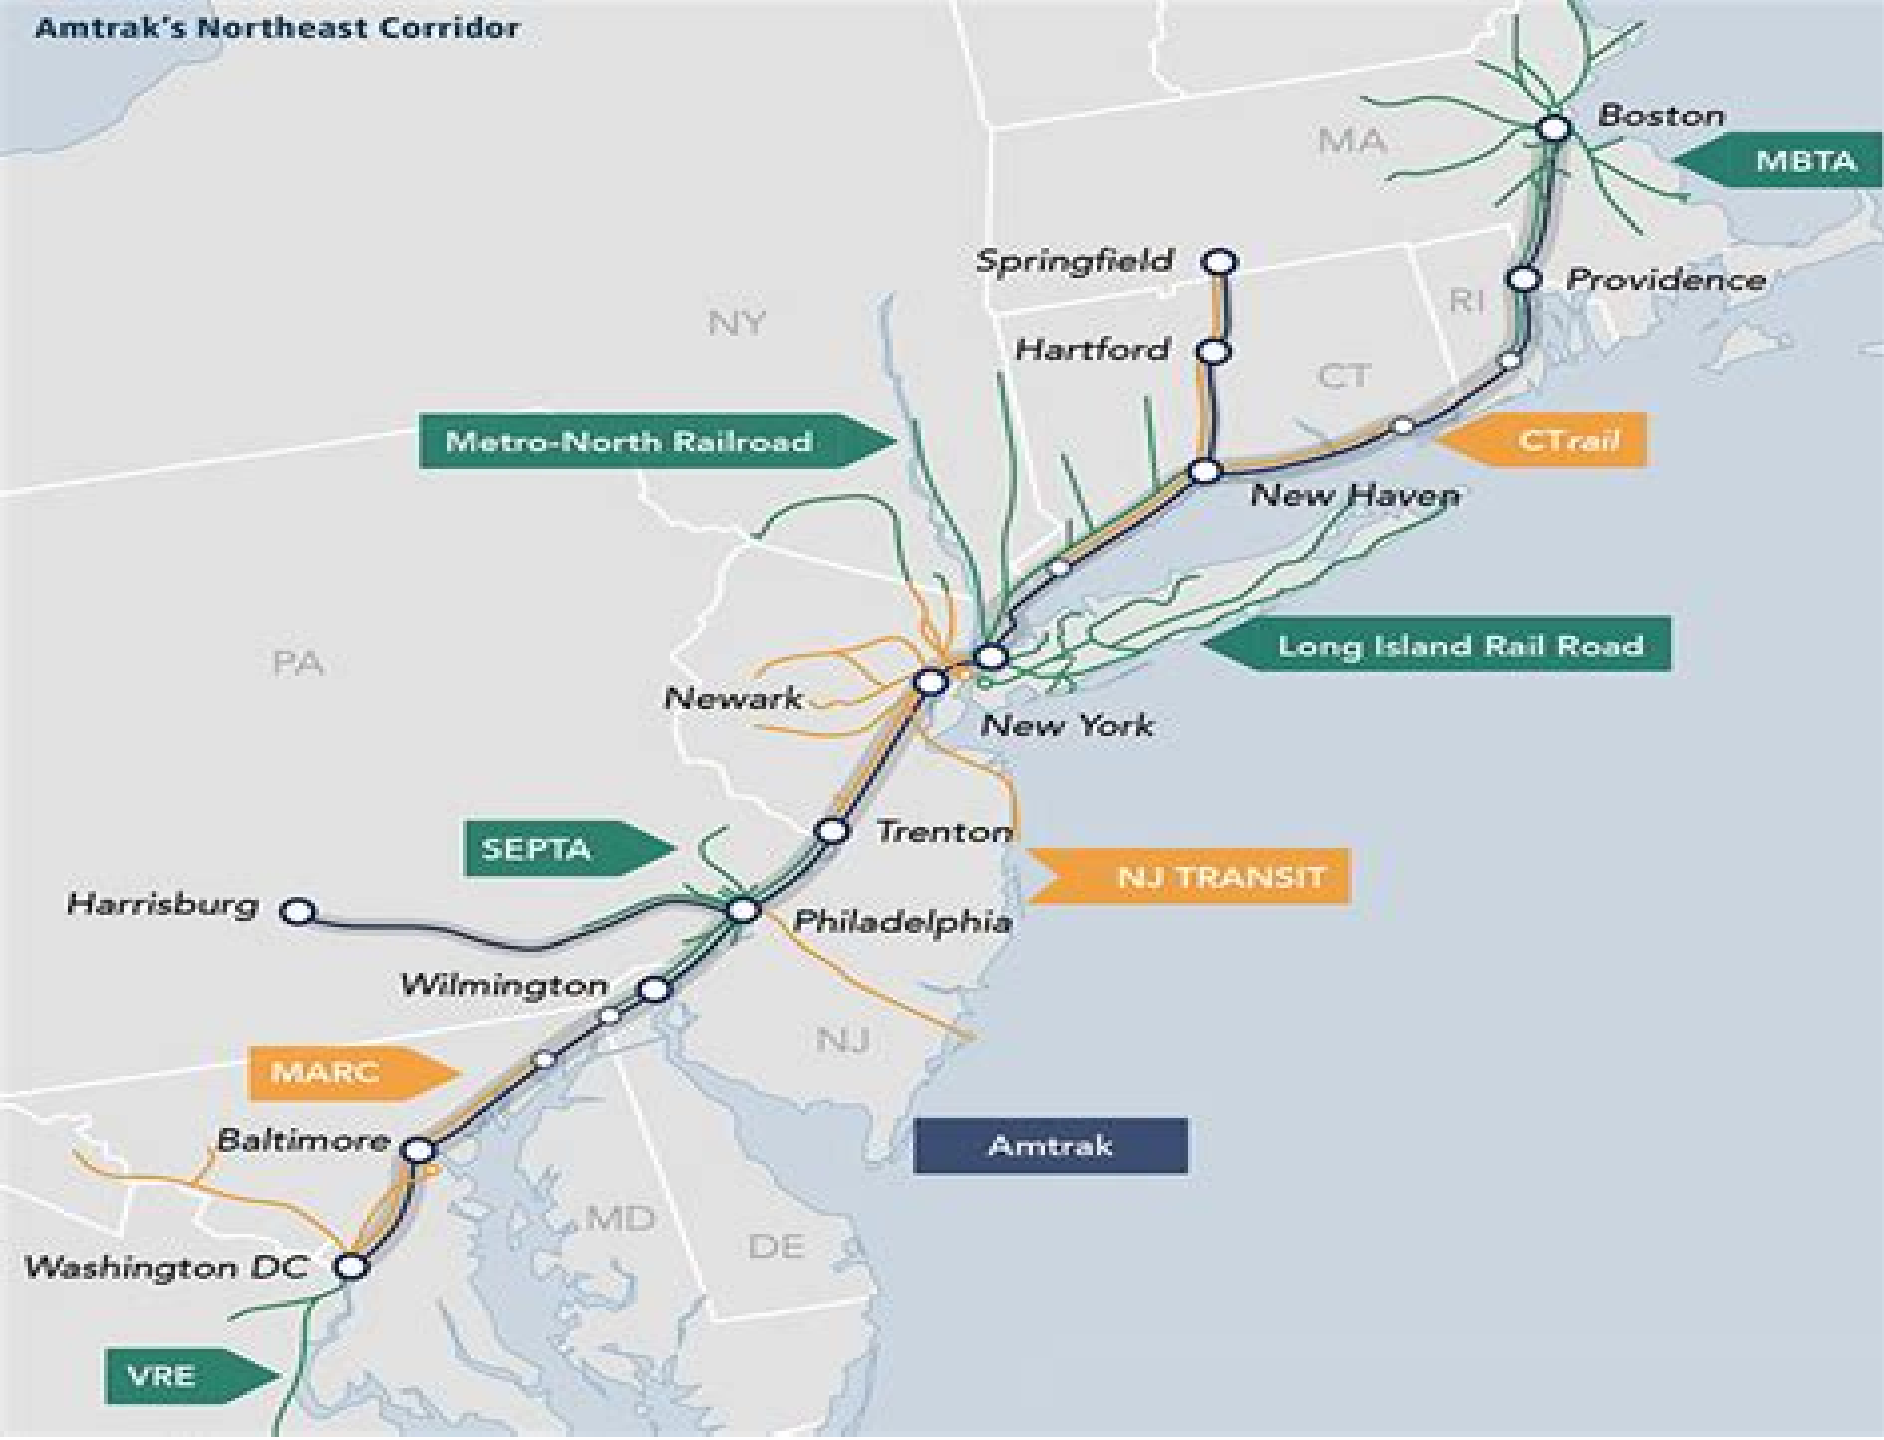 Amtrak's Northeast Corridor
Boston
MA
MBTA
Springfield
Providence
RI
NY
Hartford
CT
Metro-North Railroad
CTrail
New Haven
PA
Long Island Rail Road
Newark
New York
Trenton
SEPTA
NJ TRANSIT
Harrisburg
Philadelphia
Wilmington
NJ
MARC
Baltimore
Amtrak
MD
DE
Washington DC
VRE